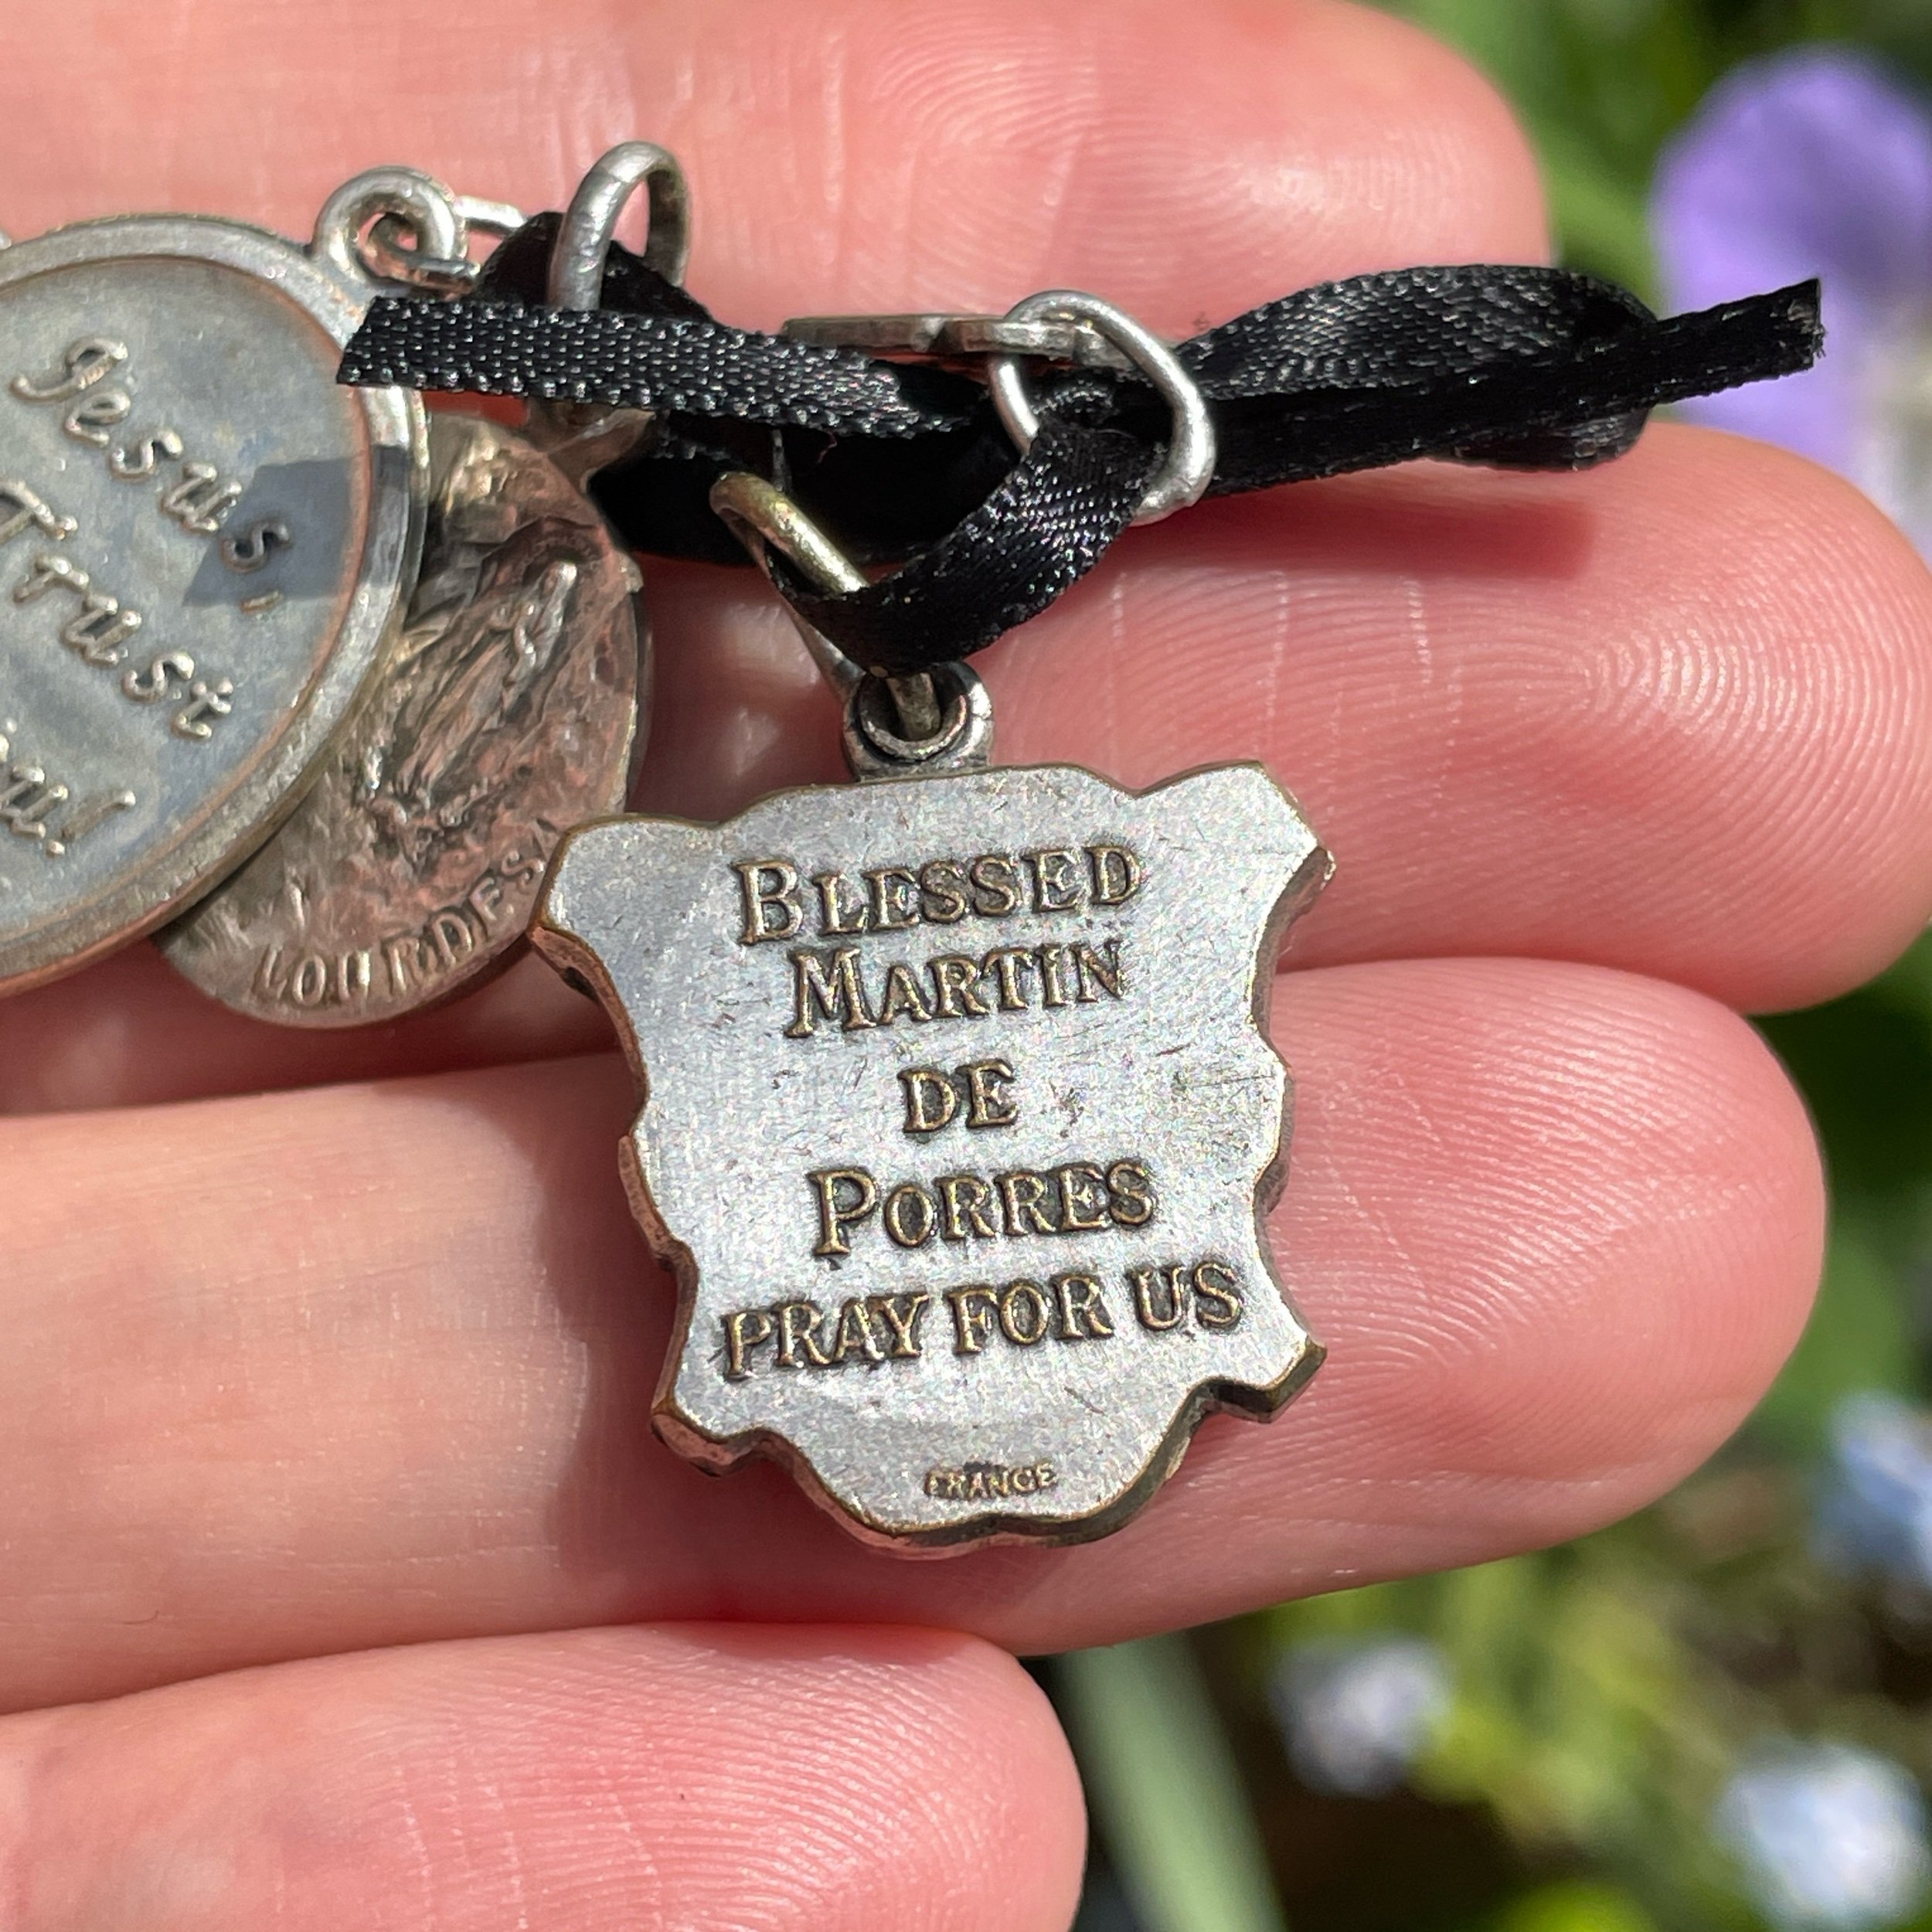 Jesus,
Trust
LOURDES
BLESSED
MARTIN
DE
PORRES
PRAY FOR US
FRANCE